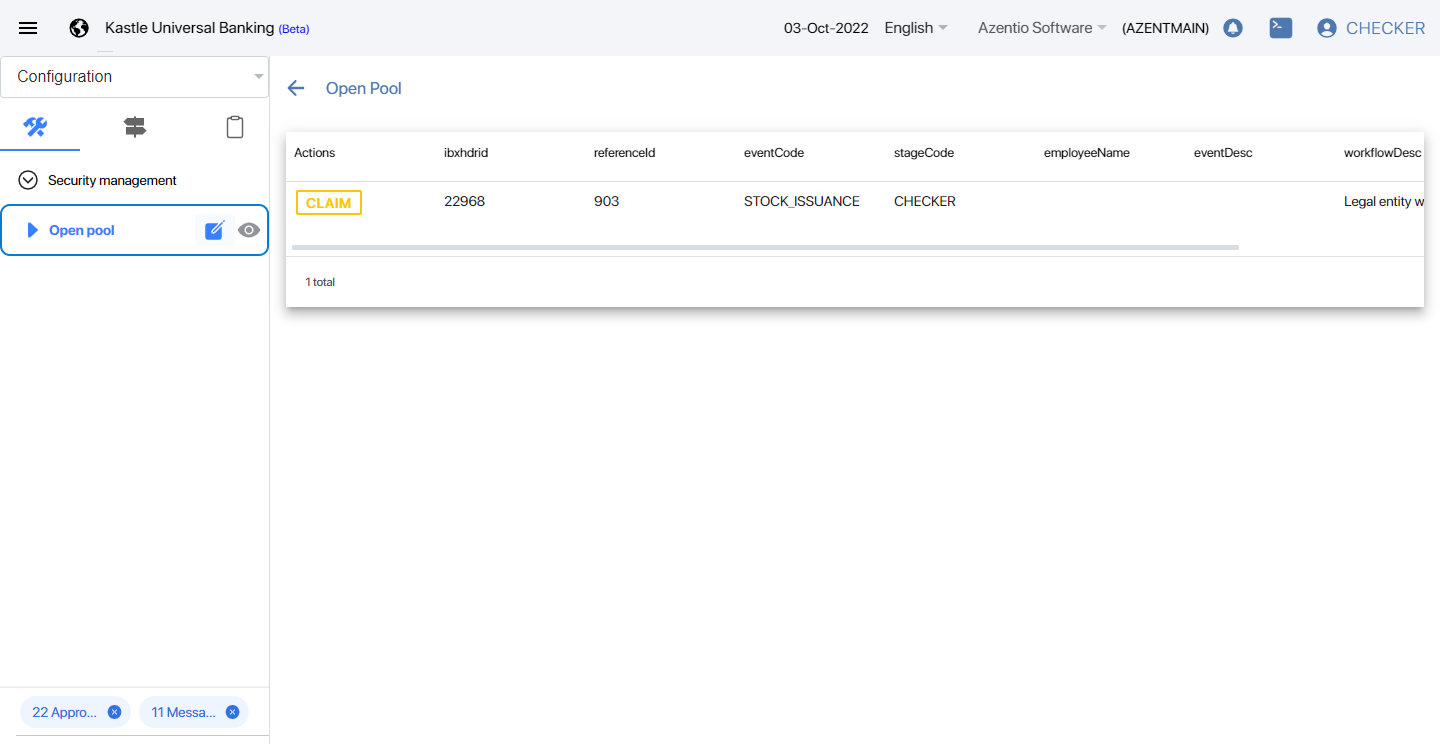 Kastle Universal Banking (Beta)
03-Oct-2022 English Azentio Software (AZENTMAIN) CHECKER
Configuration
Security management
Open pool
22 Appro... 11 Messa...
Open Pool
Actions ibxhdrid referenceId eventCode stageCode employeeName eventDesc workflowDesc
CLAIM 22968 903 STOCK_ISSUANCE CHECKER Legal entity w
1 total